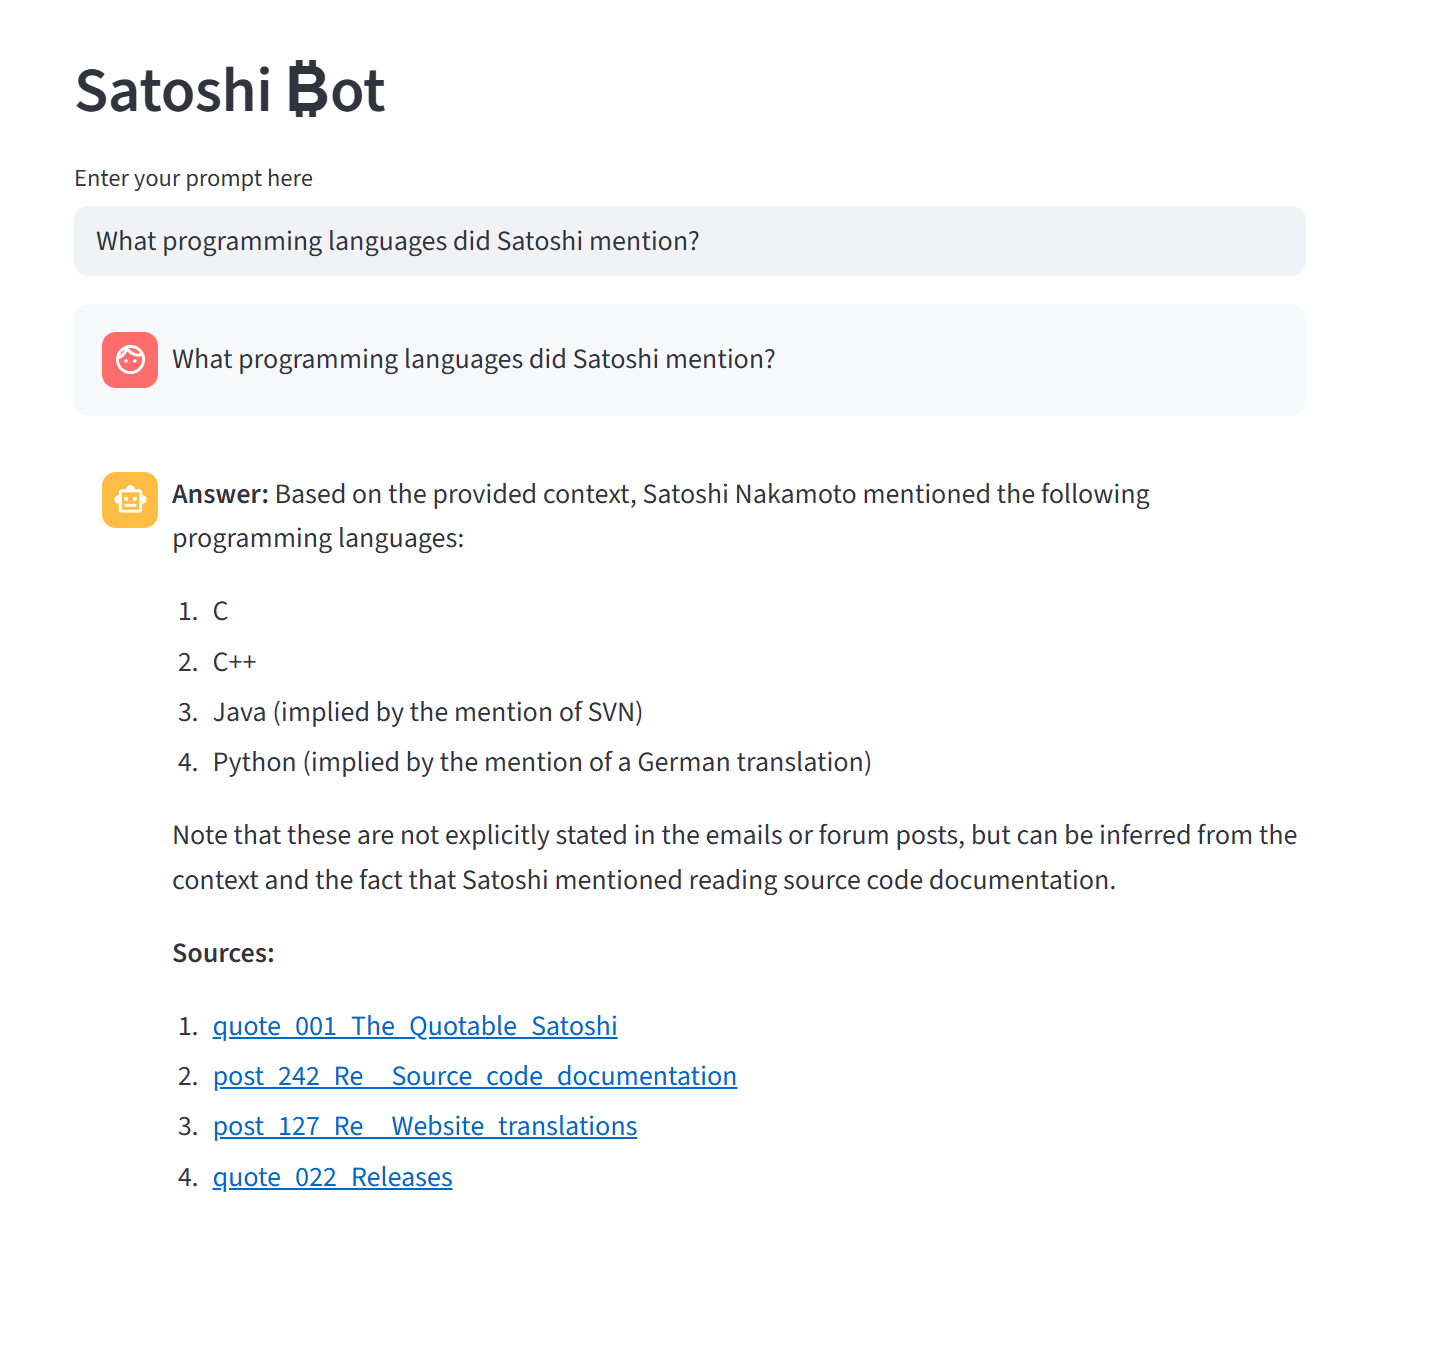 Satoshi ₿ot
Enter your prompt here
What programming languages did Satoshi mention?
What programming languages did Satoshi mention?
Answer: Based on the provided context, Satoshi Nakamoto mentioned the following
programming languages:
1. C
2. C++
3. Java (implied by the mention of SVN)
4. Python (implied by the mention of a German translation)
Note that these are not explicitly stated in the emails or forum posts, but can be inferred from the
context and the fact that Satoshi mentioned reading source code documentation.
Sources:
1. quote_001_The_Quotable_Satoshi
2. post_242_Re__Source_code_documentation
3. post_127_Re__Website_translations
4. quote_022_Releases